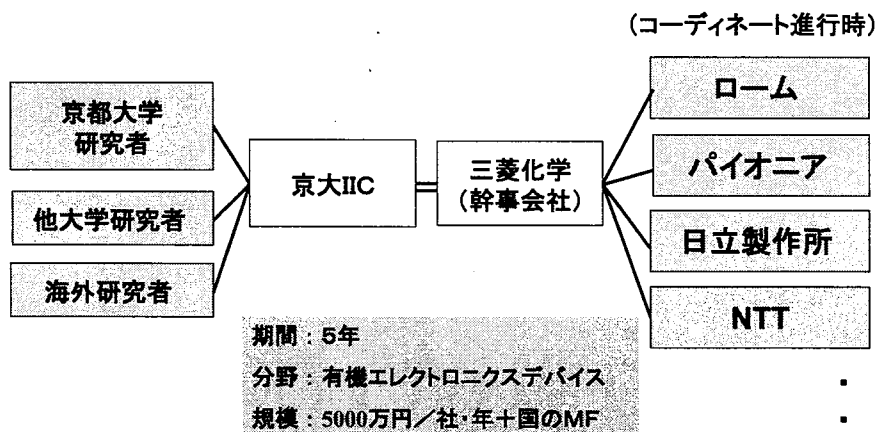 (コーディネート進行時)
京都大学
研究者
他大学研究者
海外研究者
京大IIC
三菱化学
(幹事会社)
ローム
パイオニア
日立製作所
NTT
期間：5年
分野：有機エレクトロニクスデバイス
規模：5000万円／社・年＋国のMF